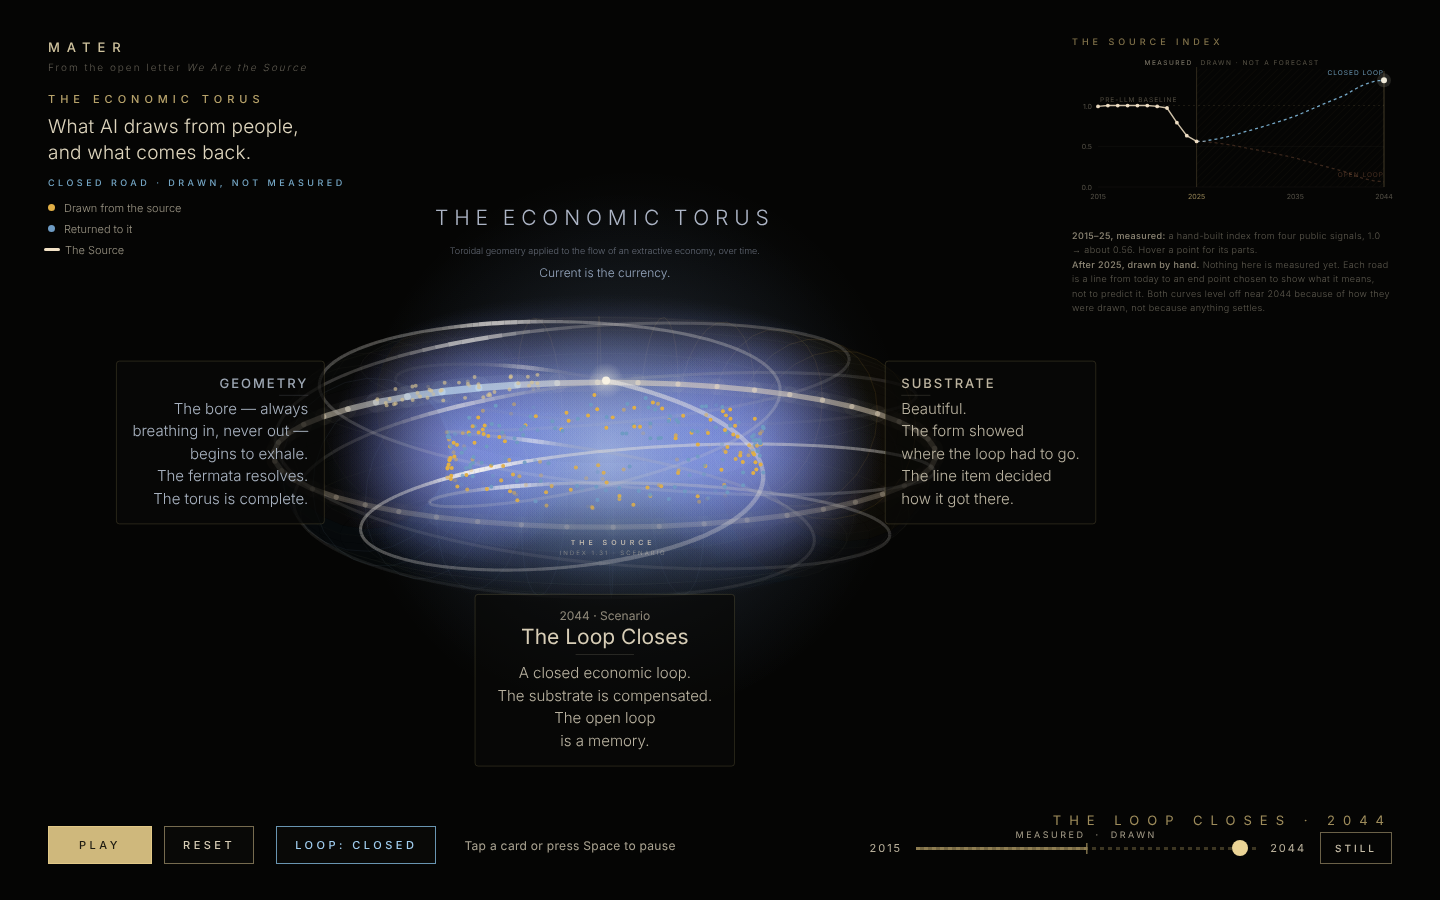 MATER
From the open letter We Are the Source
THE ECONOMIC TORUS
What AI draws from people,
and what comes back.
CLOSED ROAD · DRAWN, NOT MEASURED
Drawn from the source
Returned to it
The Source
THE SOURCE INDEX
MEASURED DRAWN · NOT A FORECAST
CLOSED LOOP
PRE-LLM BASELINE
1.0
0.5
OPEN LOOP
0.0
2015 2025 2035 2044
2015–25, measured: a hand-built index from four public signals, 1.0
→ about 0.56. Hover a point for its parts.
After 2025, drawn by hand. Nothing here is measured yet. Each road
is a line from today to an end point chosen to show what it means,
not to predict it. Both curves level off near 2044 because of how they
were drawn, not because anything settles.
THE ECONOMIC TORUS
Toroidal geometry applied to the flow of an extractive economy, over time.
Current is the currency.
GEOMETRY
The bore — always
breathing in, never out —
begins to exhale.
The fermata resolves.
The torus is complete.
SUBSTRATE
Beautiful.
The form showed
where the loop had to go.
The line item decided
how it got there.
THE SOURCE
INDEX 1.31 · SCENARIO
2044 · Scenario
The Loop Closes
A closed economic loop.
The substrate is compensated.
The open loop
is a memory.
PLAY
RESET
LOOP: CLOSED
Tap a card or press Space to pause
THE LOOP CLOSES · 2044
MEASURED · DRAWN
2015
2044
STILL